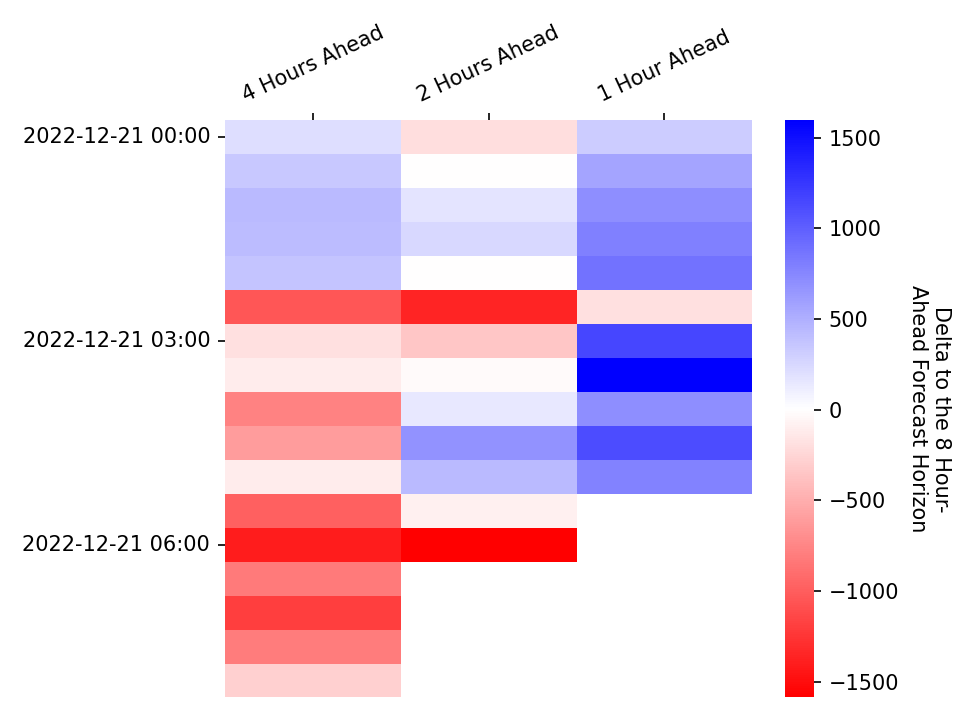 4 Hours Ahead
2 Hours Ahead
1 Hour Ahead
2022-12-21 00:00
2022-12-21 03:00
2022-12-21 06:00
1500
1000
500
0
−500
−1000
−1500
Delta to the 8 Hour-
Ahead Forecast Horizon